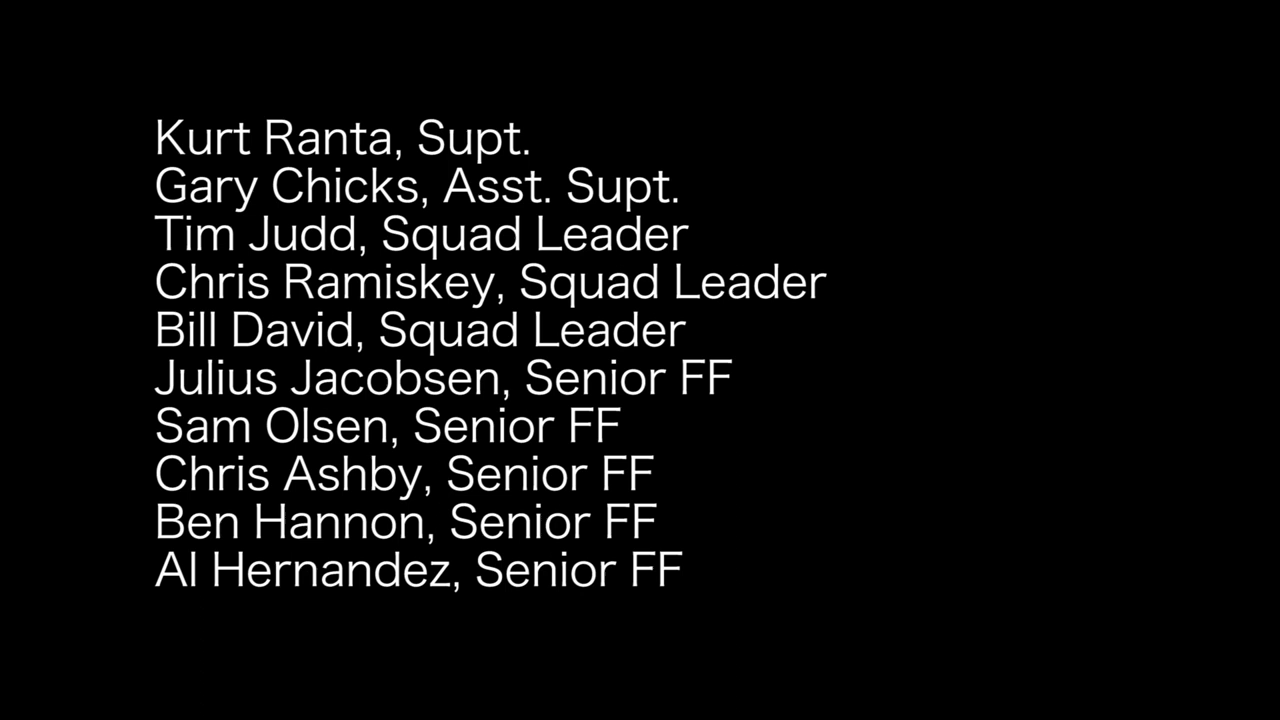 Kurt Ranta, Supt.
Gary Chicks, Asst. Supt.
Tim Judd, Squad Leader
Chris Ramiskey, Squad Leader
Bill David, Squad Leader
Julius Jacobsen, Senior FF
Sam Olsen, Senior FF
Chris Ashby, Senior FF
Ben Hannon, Senior FF
Al Hernandez, Senior FF